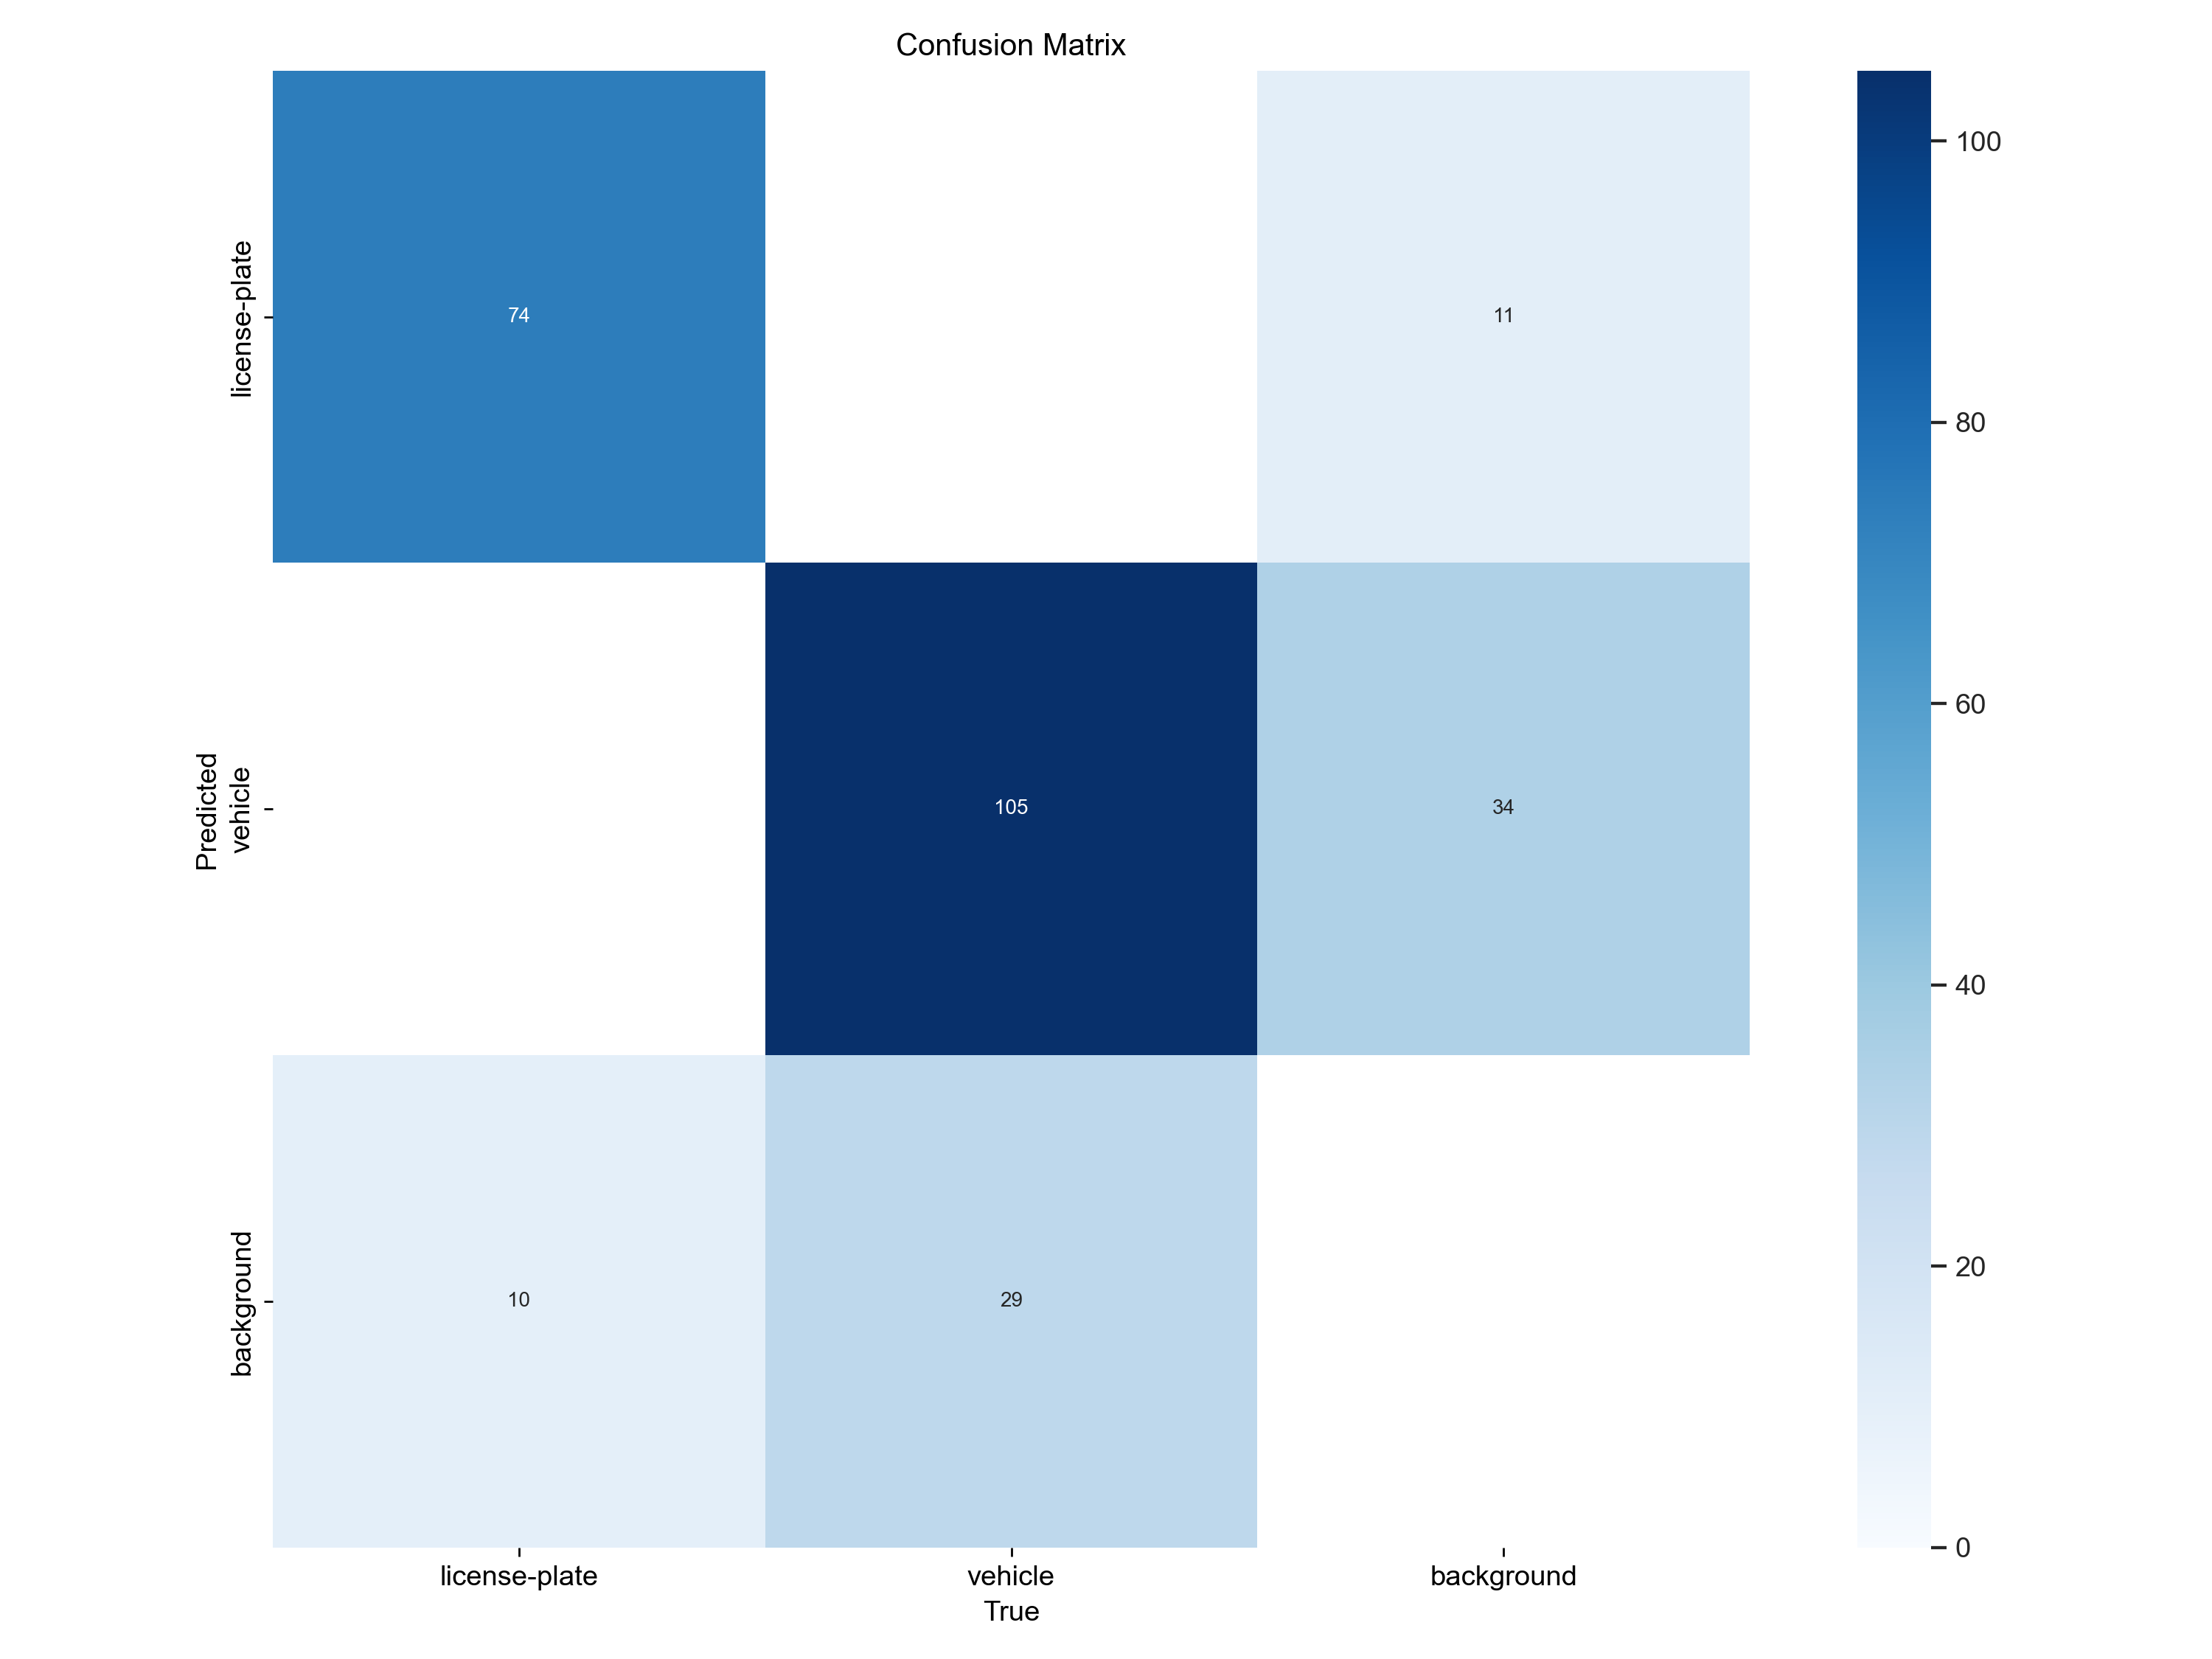 Confusion Matrix
license-plate
74
11
100
80
60
Predicted
vehicle
105
34
40
background
10
29
20
0
license-plate
vehicle
background
True